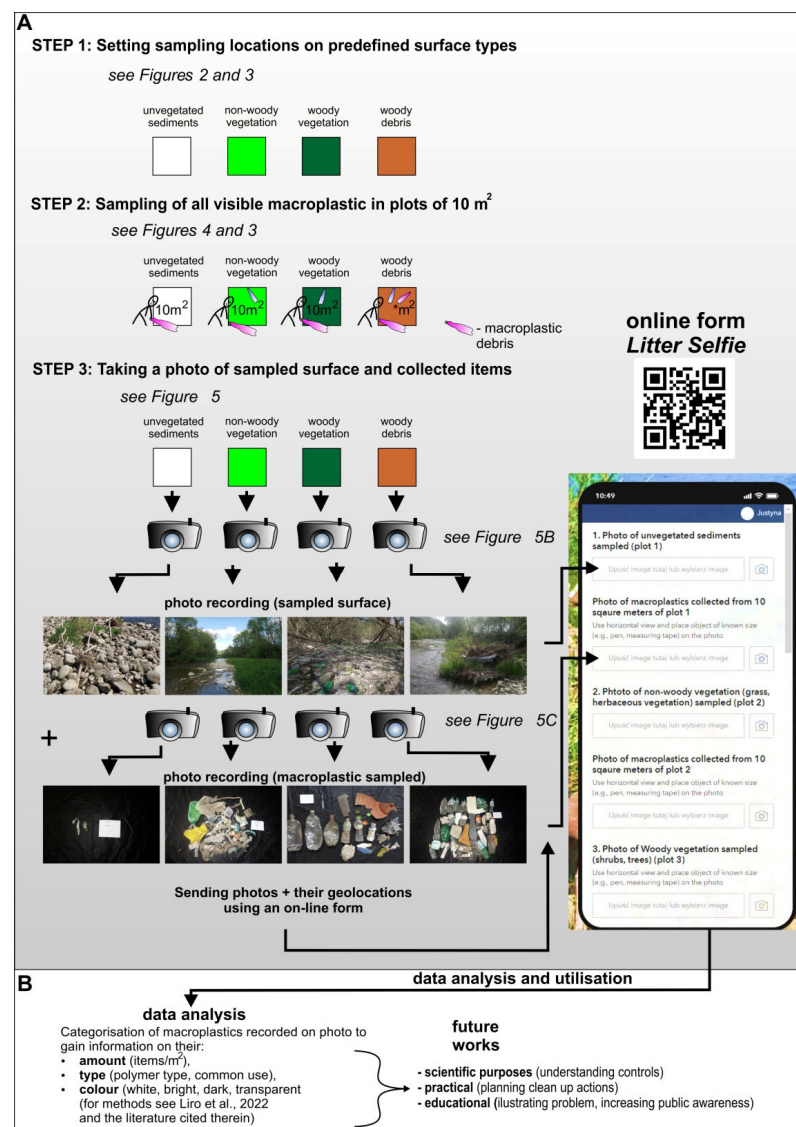 A
STEP 1: Setting sampling locations on predefined surface types
see Figures 2 and 3
unvegetated
sediments
non-woody
vegetation
woody
vegetation
woody
debris
STEP 2: Sampling of all visible macroplastic in plots of 10 m²
see Figures 4 and 3
unvegetated
sediments
non-woody
vegetation
woody
vegetation
woody
debris
10m²
10m²
10m²
*m²
- macroplastic
debris
STEP 3: Taking a photo of sampled surface and collected items
see Figure 5
unvegetated
sediments
non-woody
vegetation
woody
vegetation
woody
debris
see Figure 5B
photo recording (sampled surface)
+
see Figure 5C
photo recording (macroplastic sampled)
Sending photos + their geolocations
using an on-line form
online form
Litter Selfie
10:49
Justyna
1. Photo of unvegetated sediments
sampled (plot 1)
Upuść image tutaj lub wybierz image
Photo of macroplastics collected from 10
sqaure meters of plot 1
Use horizontal view and place object of known size
(e.g., pen, measuring tape) on the photo
Upuść image tutaj lub wybierz image
2. Phtoto of non-woody vegetation (grass,
herbaceous vegetation) sampled (plot 2)
Upuść image tutaj lub wybierz image
Photo of macroplastics collected from 10
sqaure meters of plot 2
Use horizontal view and place object of known size
(e.g., pen, measuring tape) on the photo
Upuść image tutaj lub wybierz image
3. Photo of Woody vegetation sampled
(shrubs, trees) (plot 3)
Use horizontal view and place object of known size
(e.g., pen, measuring tape) on the photo
Upuść image tutaj lub wybierz image
B
data analysis and utilisation
data analysis
Categorisation of macroplastics recorded on photo to
gain information on their:
• amount (items/m²),
• type (polymer type, common use),
• colour (white, bright, dark, transparent
(for methods see Liro et al., 2022
and the literature cited therein)
future
works
- scientific purposes (understanding controls)
- practical (planning clean up actions)
- educational (ilustrating problem, increasing public awareness)